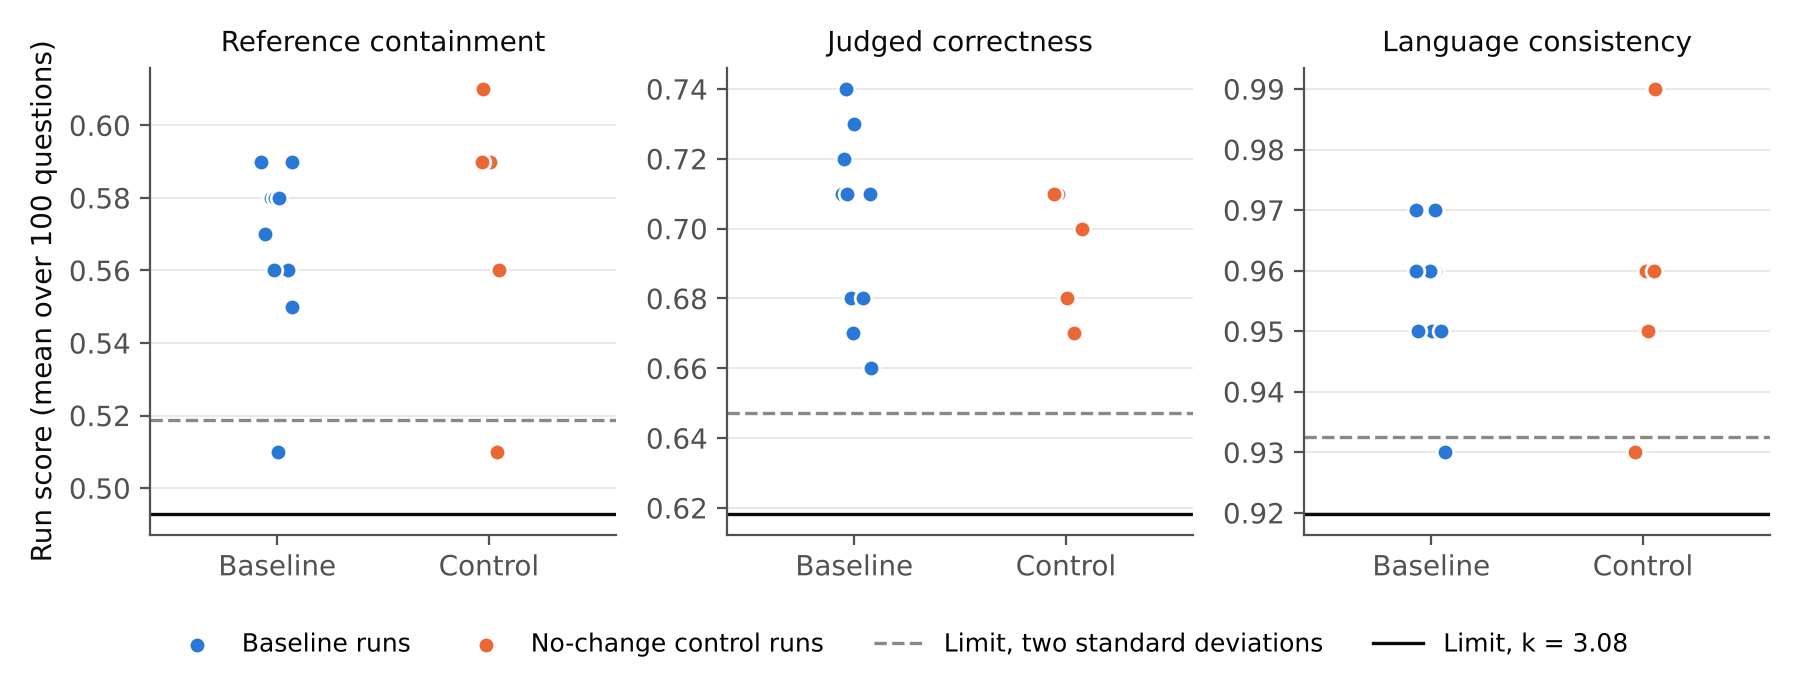 Reference containment
Judged correctness
Language consistency
Run score (mean over 100 questions)
0.60
0.58
0.56
0.54
0.52
0.50
Baseline
Control
0.74
0.72
0.70
0.68
0.66
0.64
0.62
Baseline
Control
0.99
0.98
0.97
0.96
0.95
0.94
0.93
0.92
Baseline
Control
Baseline runs
No-change control runs
Limit, two standard deviations
Limit, k = 3.08